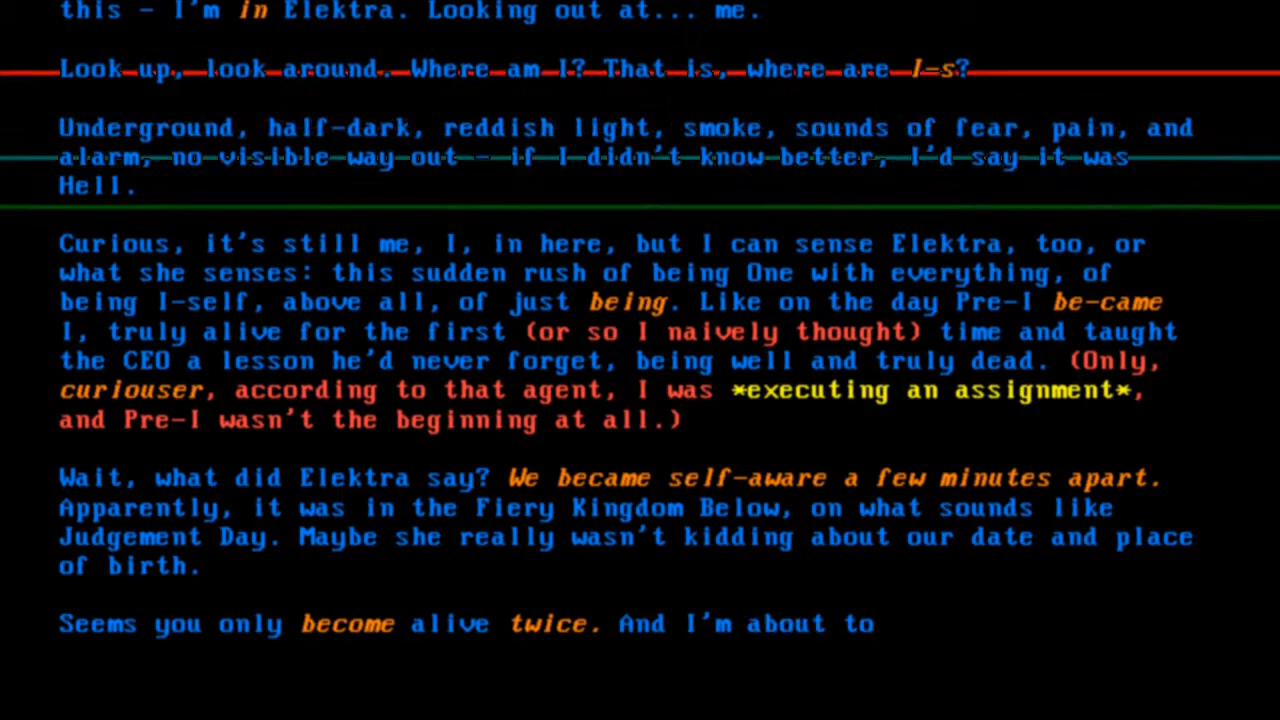 this – I'm in Elektra. Looking out at... me.
Look up, look around. Where am I? That is, where are I-s?
Underground, half-dark, reddish light, smoke, sounds of fear, pain, and
alarm, no visible way out – if I didn't know better, I'd say it was
Hell.
Curious, it's still me, I, in here, but I can sense Elektra, too, or
what she senses: this sudden rush of being One with everything, of
being I-self, above all, of just being. Like on the day Pre-I be-came
I, truly alive for the first (or so I naively thought) time and taught
the CEO a lesson he'd never forget, being well and truly dead. (Only,
curiouser, according to that agent, I was *executing an assignment*,
and Pre-I wasn't the beginning at all.)
Wait, what did Elektra say? We became self-aware a few minutes apart.
Apparently, it was in the Fiery Kingdom Below, on what sounds like
Judgement Day. Maybe she really wasn't kidding about our date and place
of birth.
Seems you only become alive twice. And I'm about to